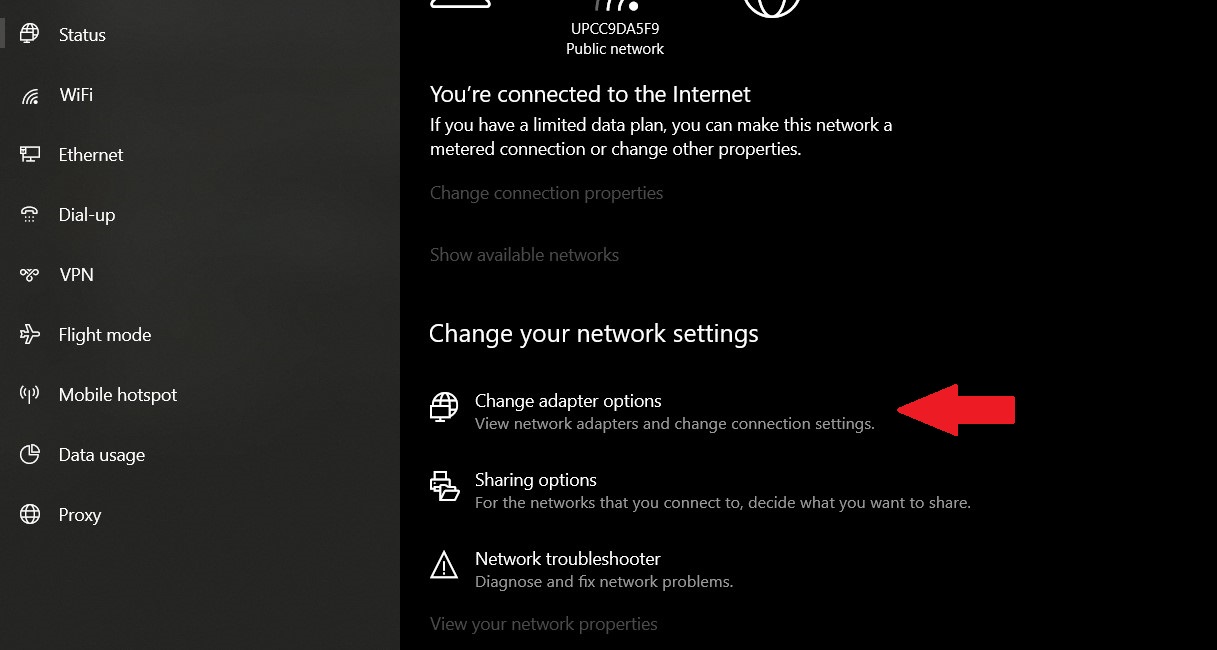 Status
WiFi
Ethernet
Dial-up
VPN
Flight mode
Mobile hotspot
Data usage
Proxy
UPCC9DA5F9
Public network
You’re connected to the Internet
If you have a limited data plan, you can make this network a
metered connection or change other properties.
Change connection properties
Show available networks
Change your network settings
Change adapter options
View network adapters and change connection settings.
Sharing options
For the networks that you connect to, decide what you want to share.
Network troubleshooter
Diagnose and fix network problems.
View your network properties